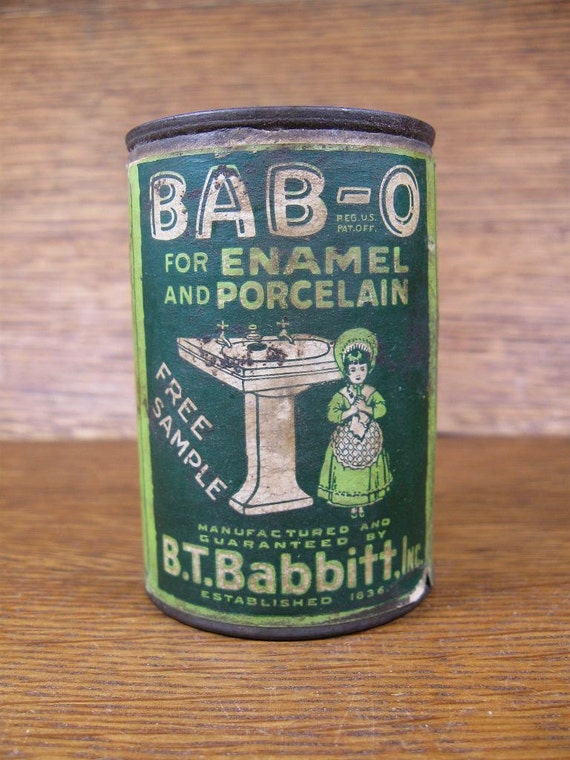 BAB-O
REG. U.S.
PAT. OFF.
FOR ENAMEL
AND PORCELAIN
FREE
SAMPLE
MANUFACTURED AND
GUARANTEED BY
B.T. Babbitt, Inc.
ESTABLISHED 1836.